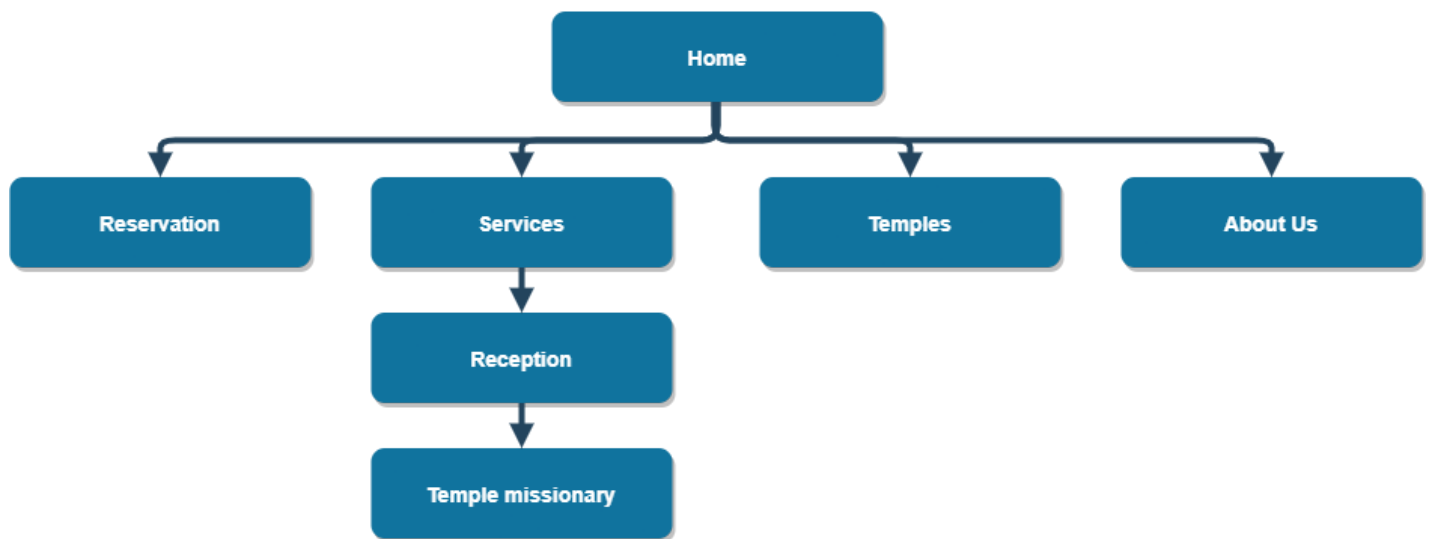 Home
Reservation
Services
Temples
About Us
Reception
Temple missionary